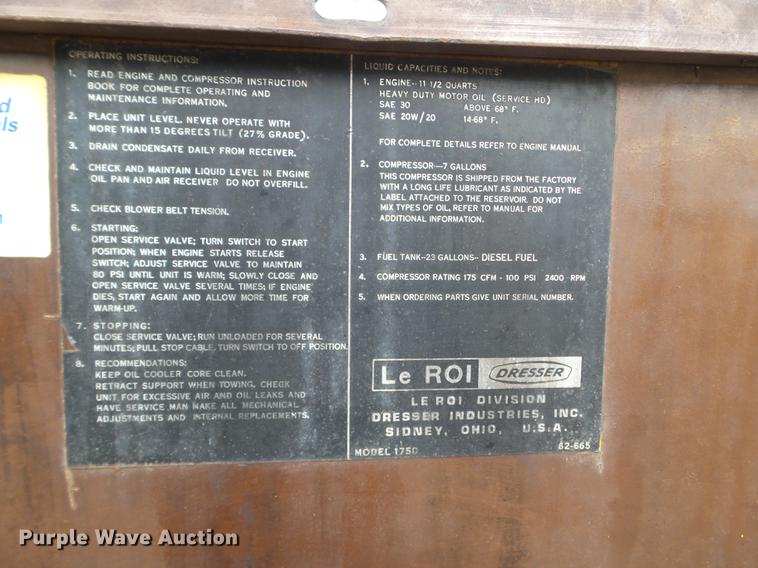 d
ls
OPERATING INSTRUCTIONS:
1. READ ENGINE AND COMPRESSOR INSTRUCTION
BOOK FOR COMPLETE OPERATING AND
MAINTENANCE INFORMATION.
2. PLACE UNIT LEVEL. NEVER OPERATE WITH
MORE THAN 15 DEGREES TILT (27% GRADE).
3. DRAIN CONDENSATE DAILY FROM RECEIVER.
4. CHECK AND MAINTAIN LIQUID LEVEL IN ENGINE
OIL PAN AND AIR RECEIVER DO NOT OVERFILL.
5. CHECK BLOWER BELT TENSION.
6. STARTING:
OPEN SERVICE VALVE; TURN SWITCH TO START
POSITION; WHEN ENGINE STARTS RELEASE
SWITCH; ADJUST SERVICE VALVE TO MAINTAIN
80 PSI UNTIL UNIT IS WARM; SLOWLY CLOSE AND
OPEN SERVICE VALVE SEVERAL TIMES; IF ENGINE
DIES, START AGAIN AND ALLOW MORE TIME FOR
WARM-UP.
7. STOPPING:
CLOSE SERVICE VALVE; RUN UNLOADED FOR SEVERAL
MINUTES; PULL STOP CABLE, TURN SWITCH TO OFF POSITION.
8. RECOMMENDATIONS:
KEEP OIL COOLER CORE CLEAN.
RETRACT SUPPORT WHEN TOWING. CHECK
UNIT FOR EXCESSIVE AIR AND OIL LEAKS AND
HAVE SERVICE MAN MAKE ALL MECHANICAL
ADJUSTMENTS AND INTERNAL REPLACEMENTS.
LIQUID CAPACITIES AND NOTES:
1. ENGINE--11 1/2 QUARTS
HEAVY DUTY MOTOR OIL (SERVICE HD)
SAE 30 ABOVE 68° F.
SAE 20W/20 14-68° F.
FOR COMPLETE DETAILS REFER TO ENGINE MANUAL
2. COMPRESSOR--7 GALLONS
THIS COMPRESSOR IS SHIPPED FROM THE FACTORY
WITH A LONG LIFE LUBRICANT AS INDICATED BY THE
LABEL ATTACHED TO THE RESERVOIR. DO NOT
MIX TYPES OF OIL, REFER TO MANUAL FOR
ADDITIONAL INFORMATION.
3. FUEL TANK--23 GALLONS- DIESEL FUEL
4. COMPRESSOR RATING 175 CFM - 100 PSI 2400 RPM
5. WHEN ORDERING PARTS GIVE UNIT SERIAL NUMBER.
Le ROI DRESSER
LE ROI DIVISION
DRESSER INDUSTRIES, INC.
SIDNEY, OHIO, U.S.A.
MODEL 175D 62-665
Purple Wave Auction